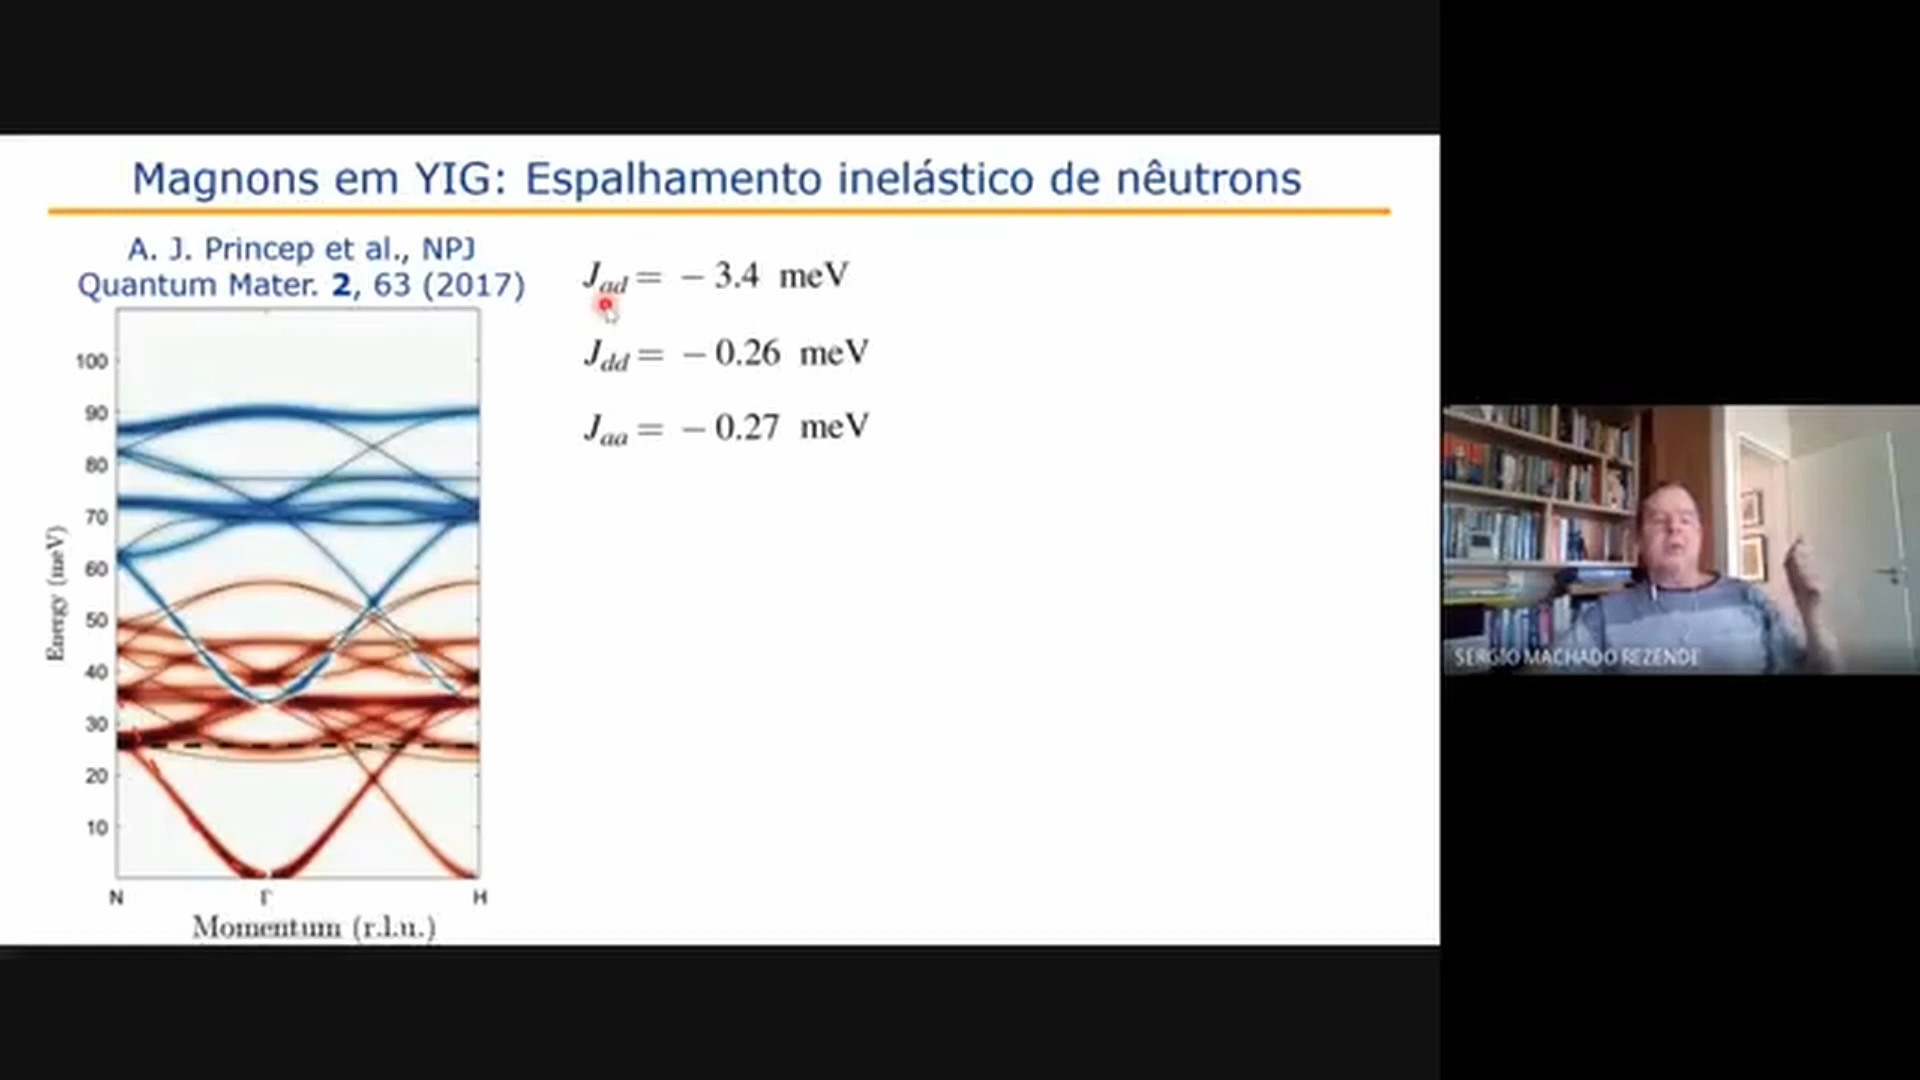 Magnons em YIG: Espalhamento inelástico de nêutrons
A. J. Princep et al., NPJ
Quantum Mater. 2, 63 (2017)
J_ad = − 3.4 meV
J_dd = − 0.26 meV
J_aa = − 0.27 meV
100
90
80
70
60
50
40
30
20
10
Energy (meV)
N Γ H
Momentum (r.l.u.)
SERGIO MACHADO REZENDE